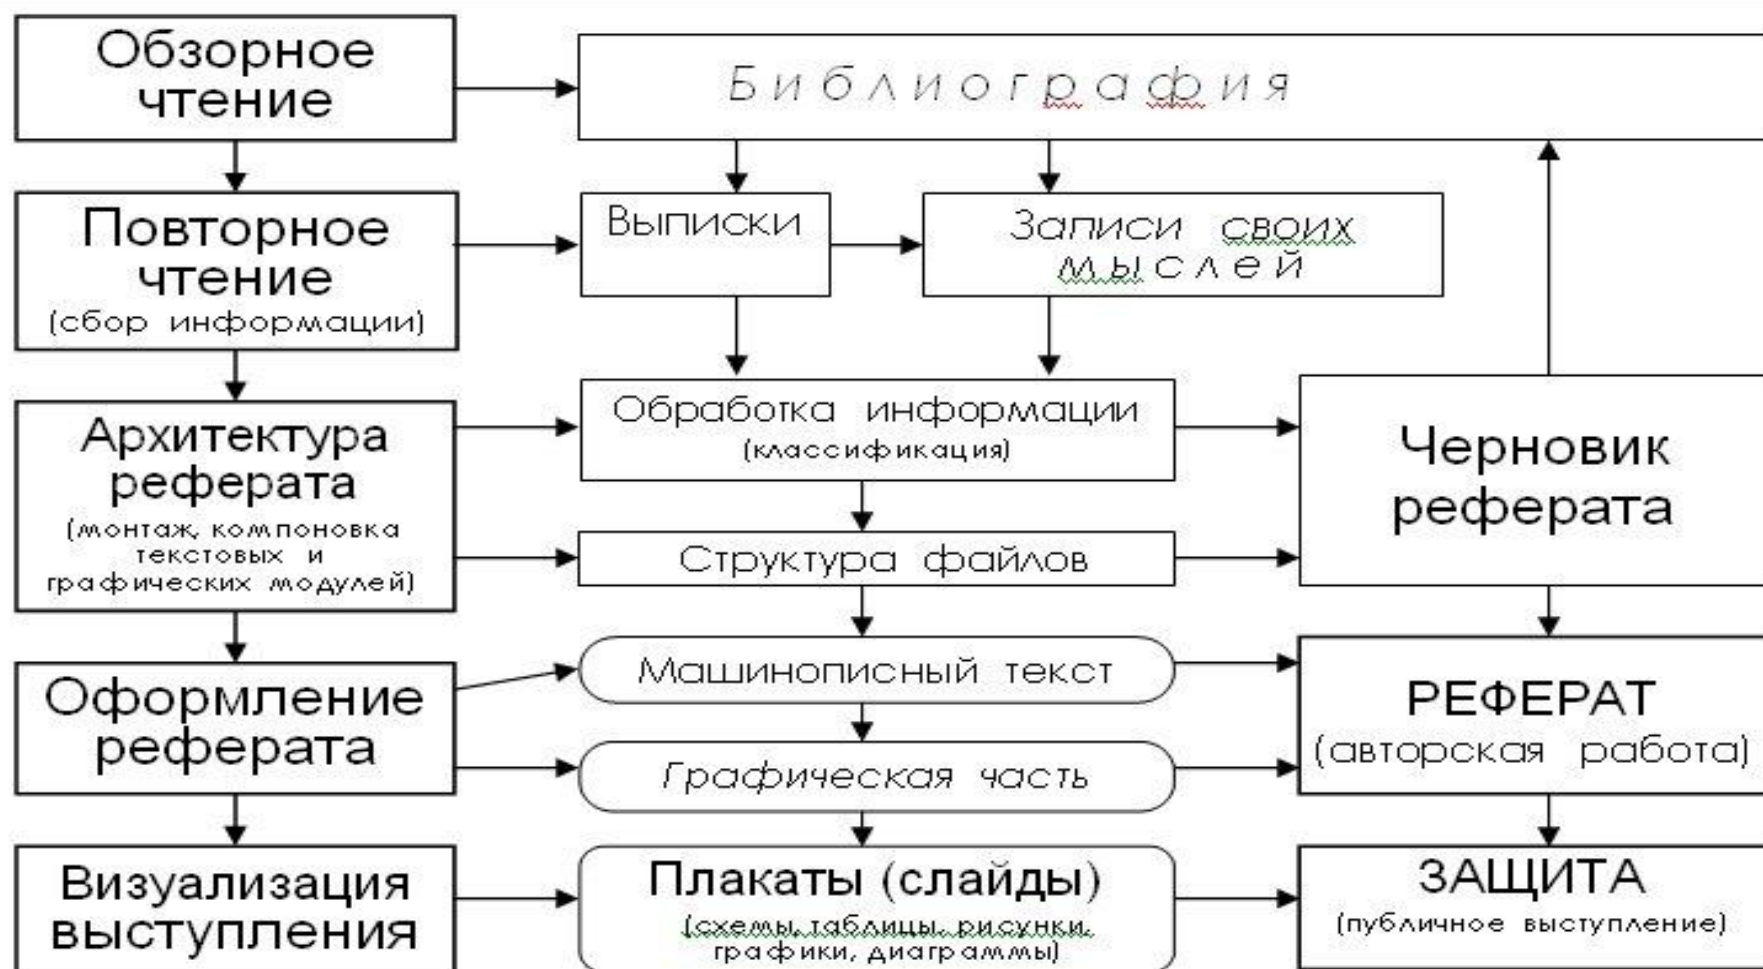 Обзорное
чтение
Библиография
Повторное
чтение
(сбор информации)
Выписки
Записи своих
мыслей
Архитектура
реферата
(монтаж, компоновка
текстовых и
графических модулей)
Обработка информации
(классификация)
Структура файлов
Черновик
реферата
Оформление
реферата
Машинописный текст
Графическая часть
РЕФЕРАТ
(авторская работа)
Визуализация
выступления
Плакаты (слайды)
(схемы, таблицы, рисунки,
графики, диаграммы)
ЗАЩИТА
(публичное выступление)